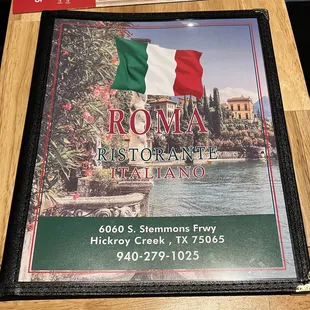 ROMA
RISTORANTE
ITALIANO
6060 S. Stemmons Frwy
Hickroy Creek , TX 75065
940-279-1025